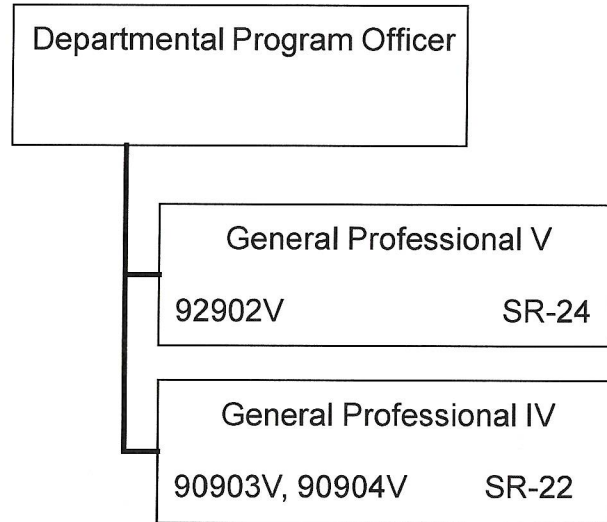 Departmental Program Officer
General Professional V
92902V SR-24
General Professional IV
90903V, 90904V SR-22